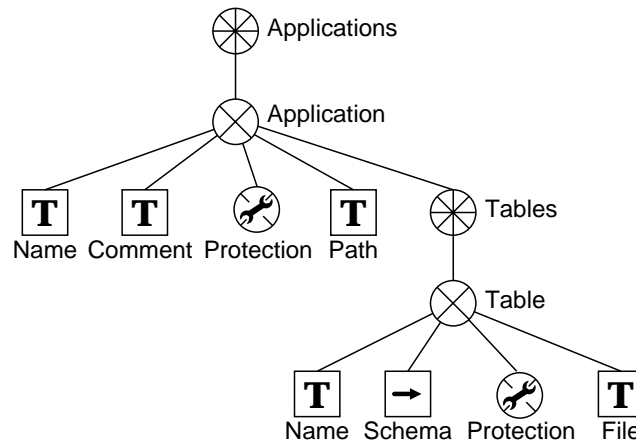 Applications
Application
T T T
Name Comment Protection Path
Tables
Table
T T
Name Schema Protection File